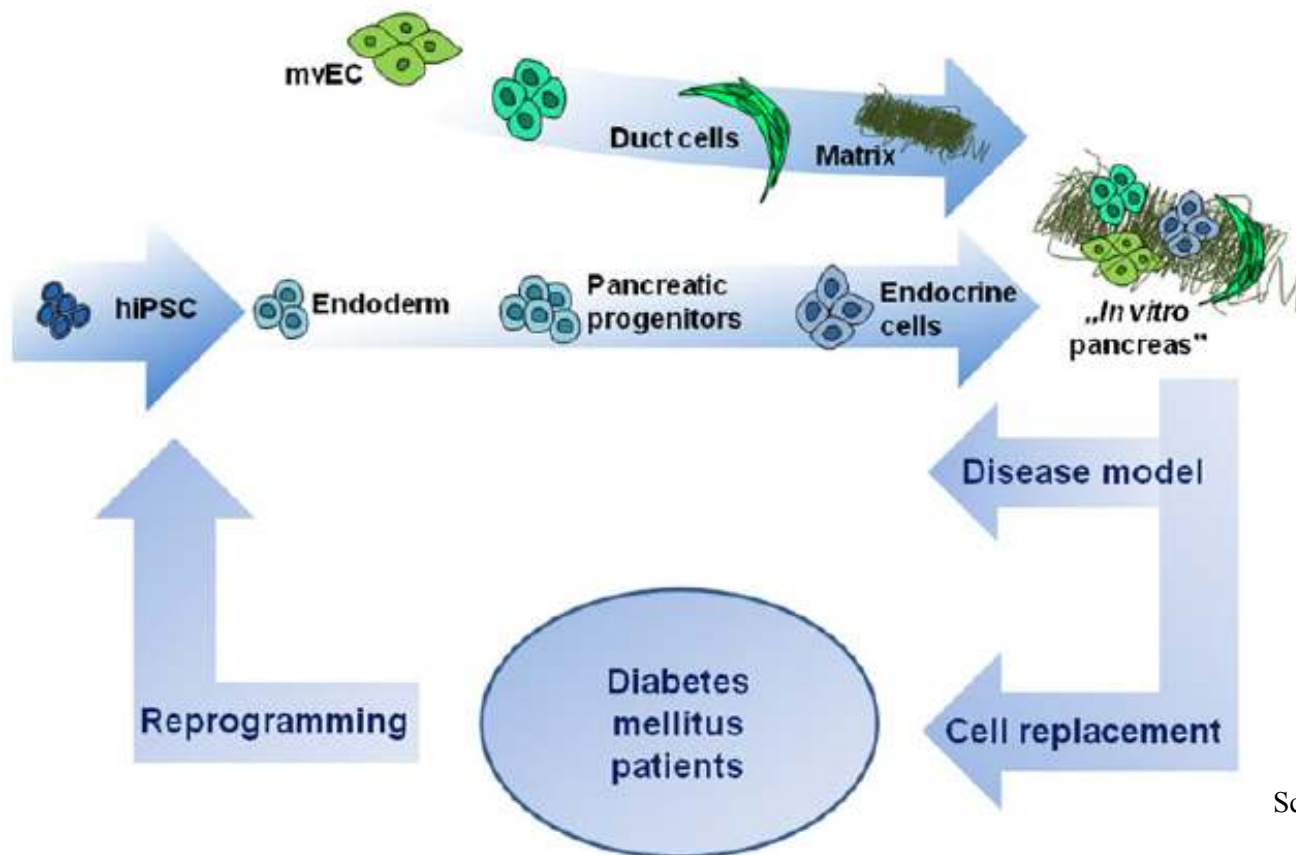 mvEC
Duct cells
Matrix
hiPSC
Endoderm
Pancreatic
progenitors
Endocrine
cells
„In vitro
pancreas"
Disease model
Reprogramming
Diabetes
mellitus
patients
Cell replacement
Sc